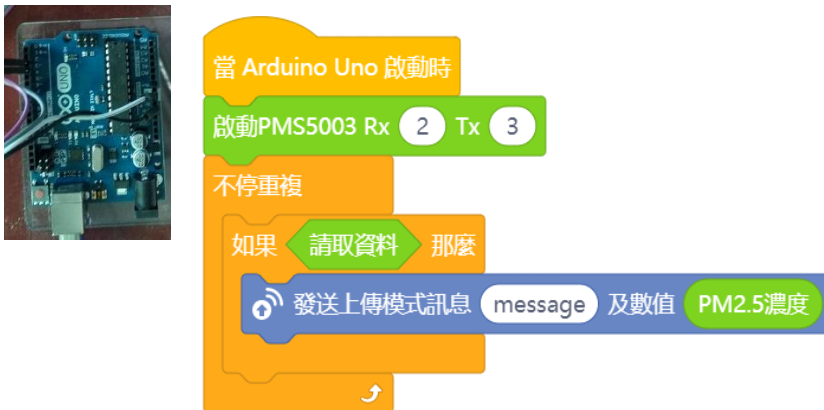 UNO
當 Arduino Uno 啟動時
啟動PMS5003 Rx 2 Tx 3
不停重複
如果 請取資料 那麼
發送上傳模式訊息 message 及數值 PM2.5濃度